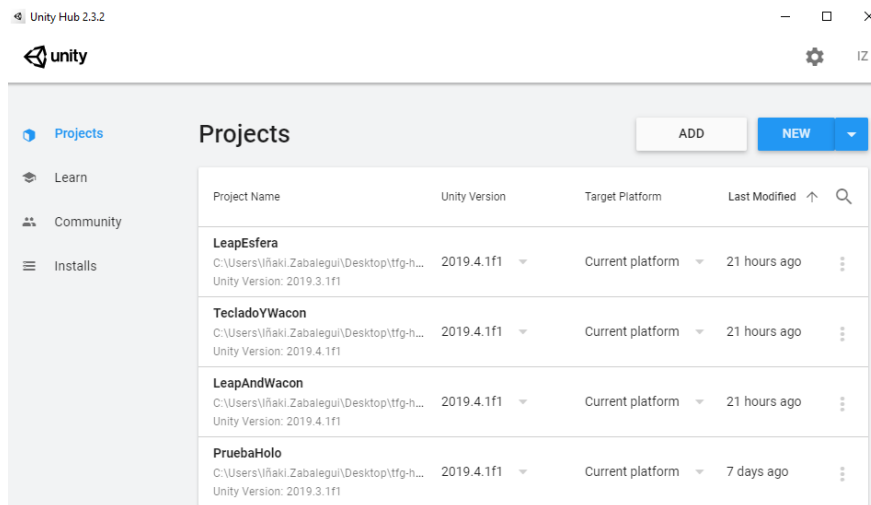 Unity Hub 2.3.2
unity
IZ
Projects
Learn
Community
Installs
Projects
ADD
NEW
Project Name Unity Version Target Platform Last Modified
LeapEsfera
C:\Users\Iñaki.Zabalegui\Desktop\tfg-h... 2019.4.1f1 Current platform 21 hours ago
Unity Version: 2019.3.1f1
TecladoYWacon
C:\Users\Iñaki.Zabalegui\Desktop\tfg-h... 2019.4.1f1 Current platform 21 hours ago
Unity Version: 2019.4.1f1
LeapAndWacon
C:\Users\Iñaki.Zabalegui\Desktop\tfg-h... 2019.4.1f1 Current platform 21 hours ago
Unity Version: 2019.4.1f1
PruebaHolo
C:\Users\Iñaki.Zabalegui\Desktop\tfg-h... 2019.4.1f1 Current platform 7 days ago
Unity Version: 2019.3.1f1